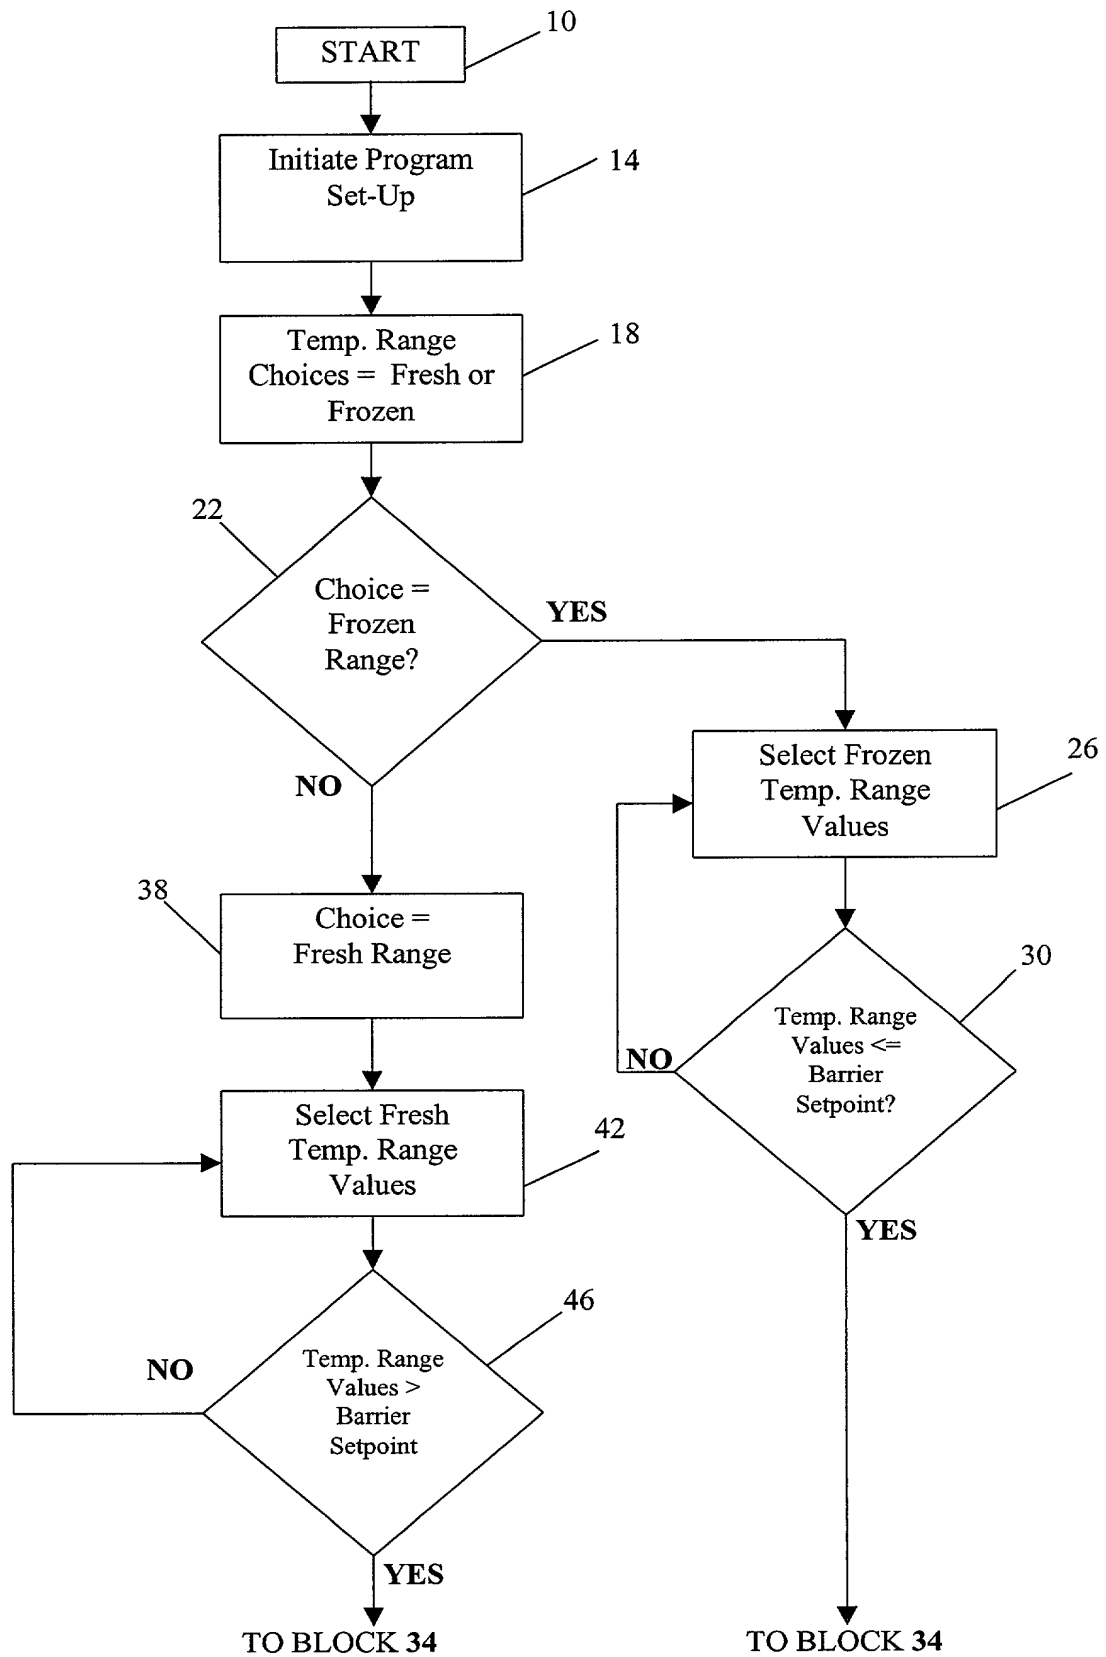 START
10
Initiate Program
Set-Up
14
Temp. Range
Choices = Fresh or
Frozen
18
22
Choice =
Frozen
Range?
YES
NO
Select Frozen
Temp. Range
Values
26
38
Choice =
Fresh Range
30
Temp. Range
Values <=
Barrier
Setpoint?
NO
YES
Select Fresh
Temp. Range
Values
42
46
Temp. Range
Values >
Barrier
Setpoint
NO
YES
TO BLOCK 34
TO BLOCK 34